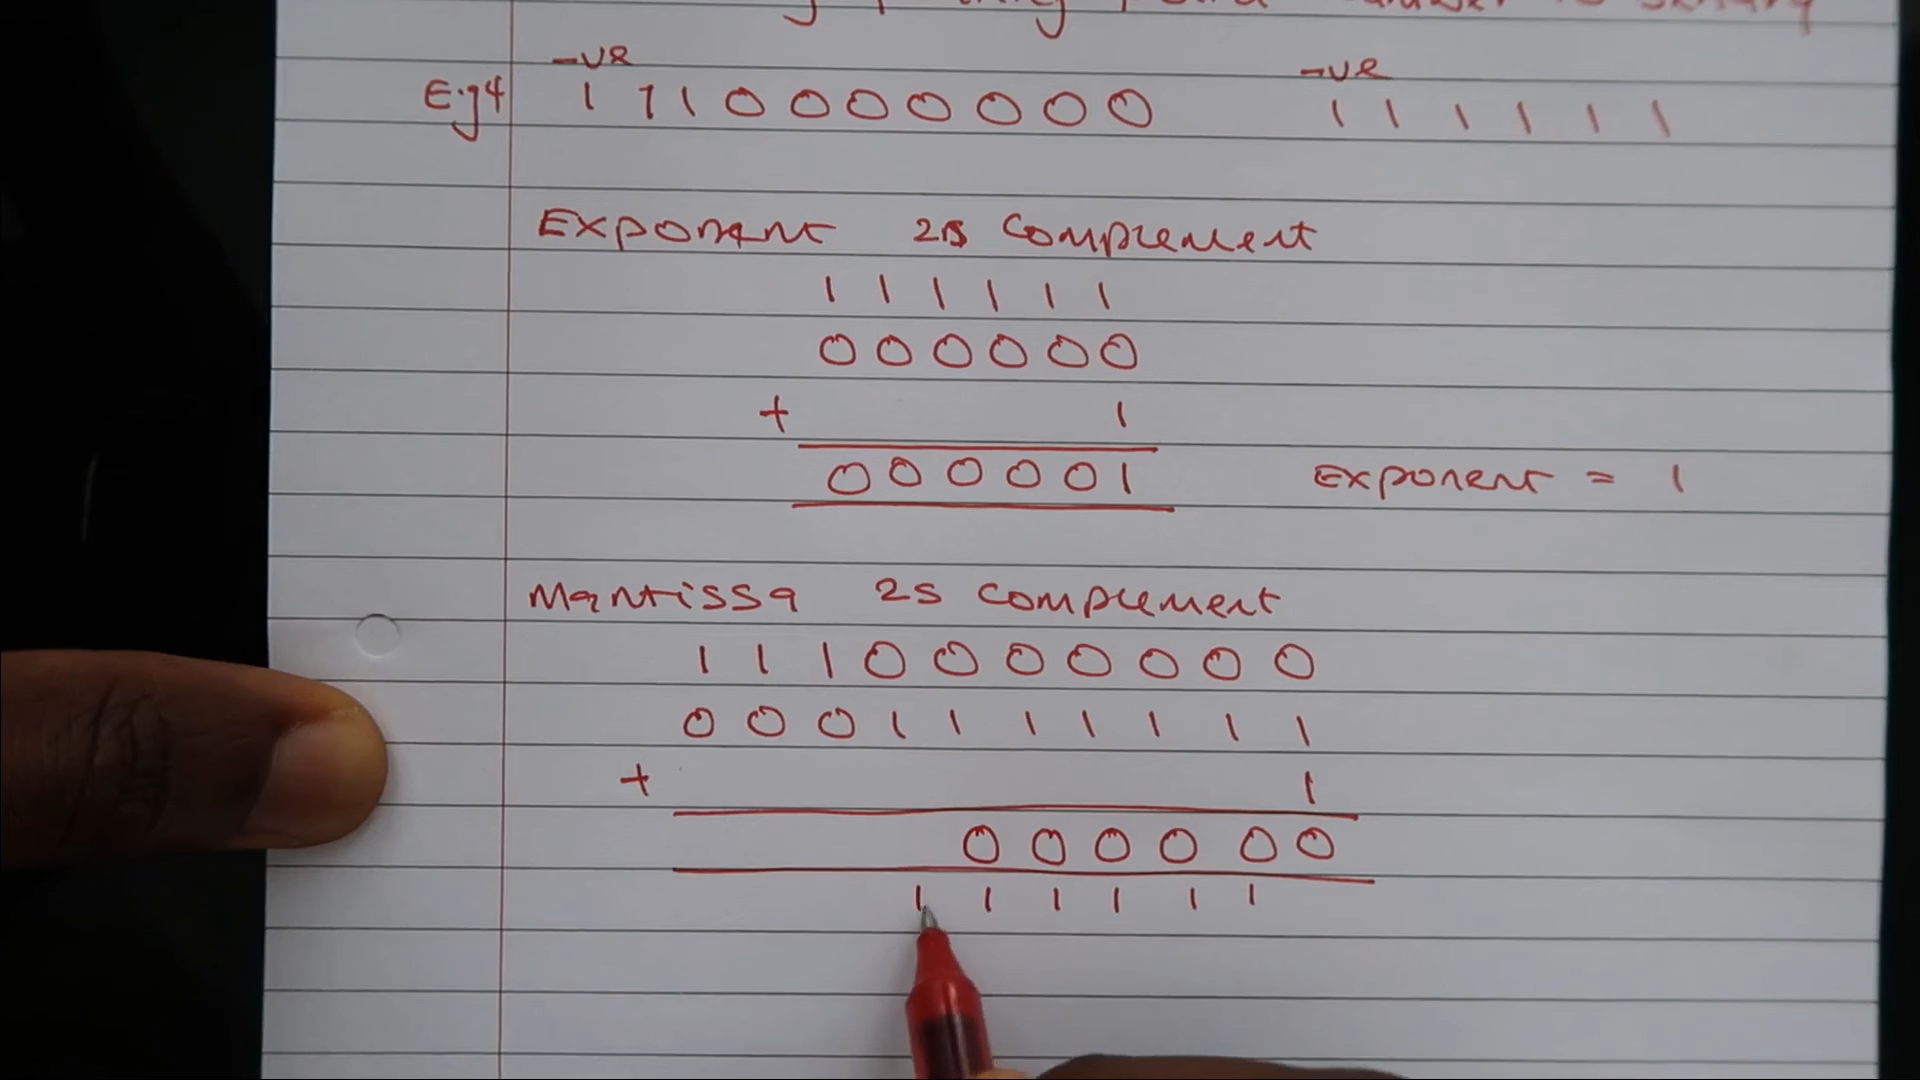 -ve -ve
E.g4 1 1 1 0 0 0 0 0 0 0 1 1 1 1 1 1
Exponent 2s Complement
1 1 1 1 1 1
0 0 0 0 0 0
+ 1
0 0 0 0 0 1 Exponent = 1
Mantissa 2s Complement
1 1 1 0 0 0 0 0 0 0
0 0 0 1 1 1 1 1 1 1
+ 1
0 0 0 0 0 0
1 1 1 1 1 1